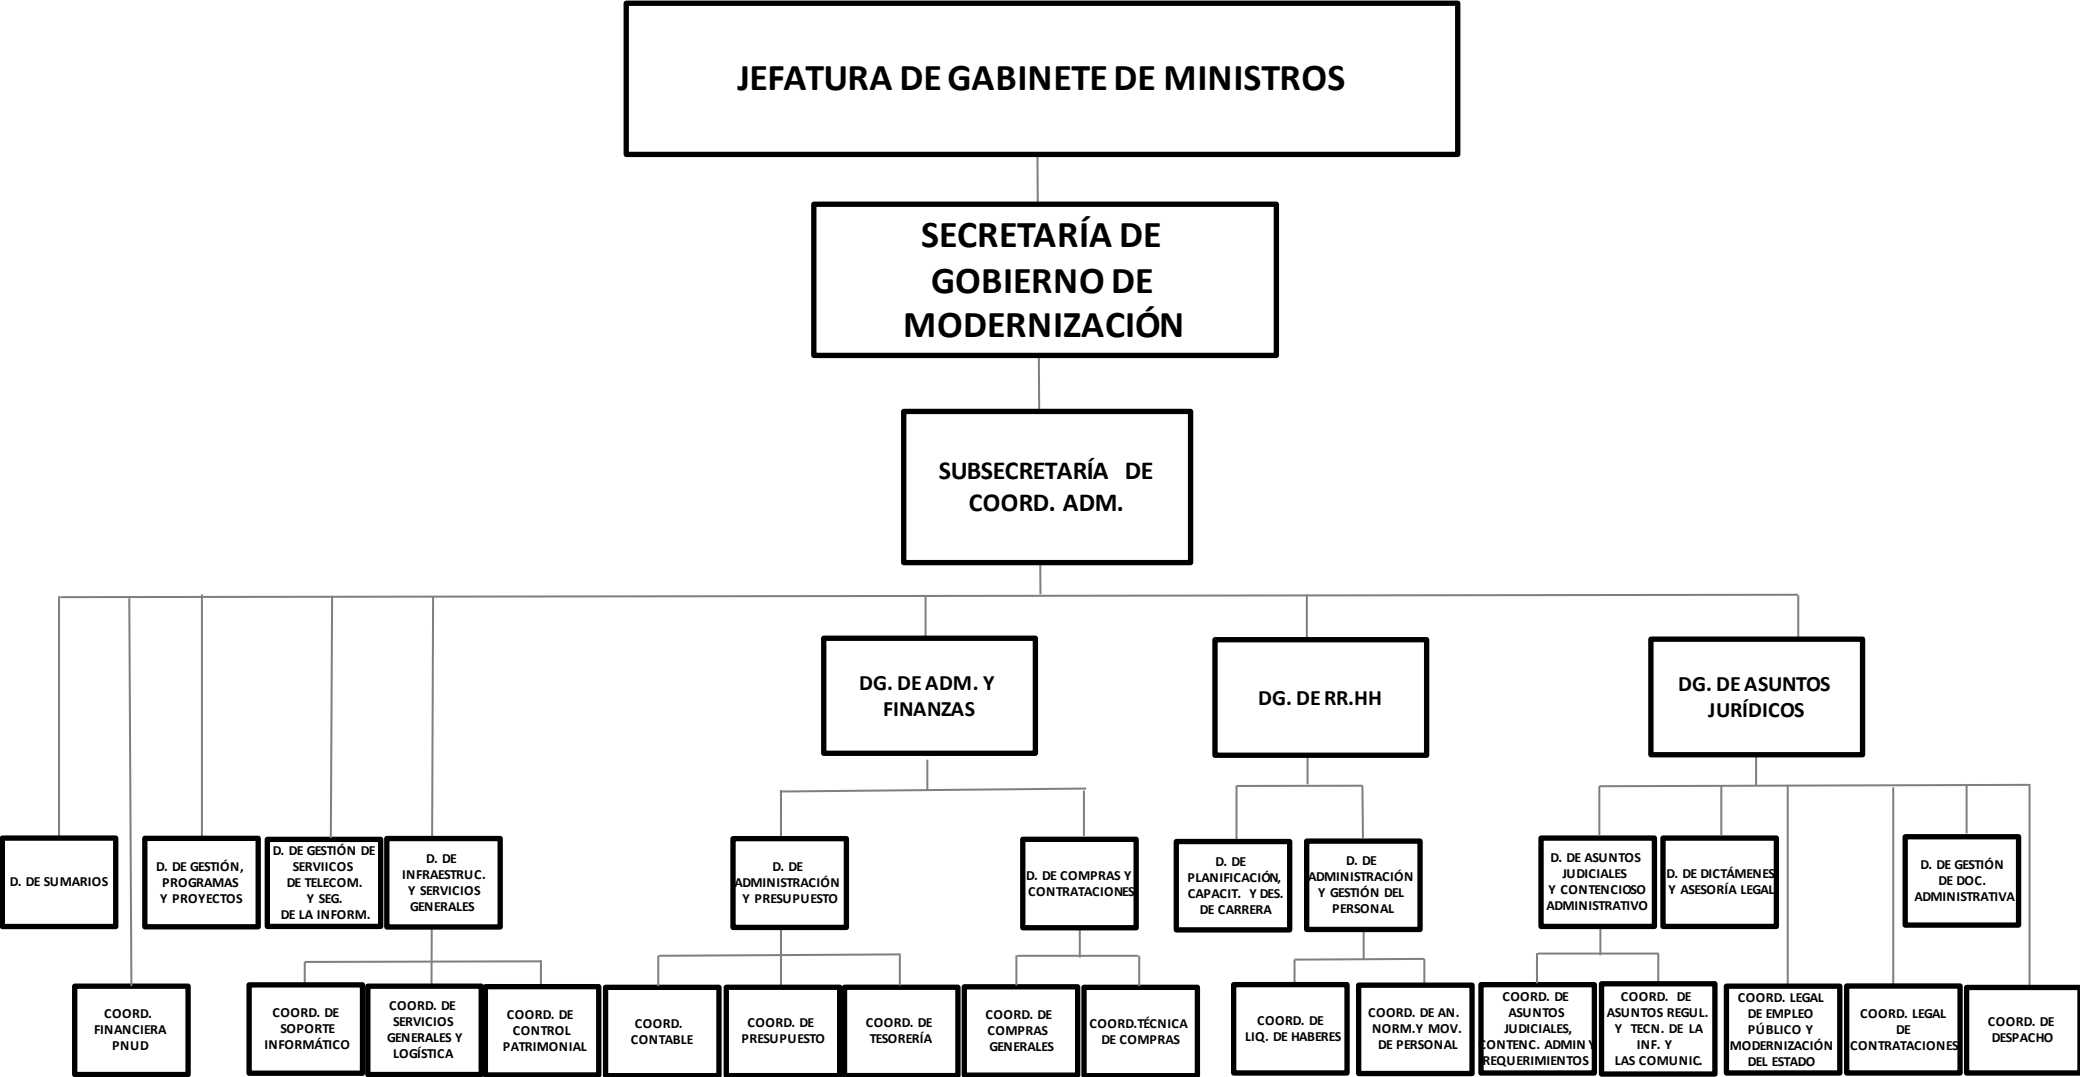 JEFATURA DE GABINETE DE MINISTROS
SECRETARÍA DE
GOBIERNO DE
MODERNIZACIÓN
SUBSECRETARÍA DE
COORD. ADM.
DG. DE ADM. Y
FINANZAS
DG. DE RR.HH
DG. DE ASUNTOS
JURÍDICOS
D. DE SUMARIOS
D. DE GESTIÓN,
PROGRAMAS
Y PROYECTOS
D. DE GESTIÓN DE
SERVIICOS
DE TELECOM.
Y SEG.
DE LA INFORM.
D. DE
INFRAESTRUC.
Y SERVICIOS
GENERALES
D. DE
ADMINISTRACIÓN
Y PRESUPUESTO
D. DE COMPRAS Y
CONTRATACIONES
D. DE
PLANIFICACIÓN,
CAPACIT. Y DES.
DE CARRERA
D. DE
ADMINISTRACIÓN
Y GESTIÓN DEL
PERSONAL
D. DE ASUNTOS
JUDICIALES
Y CONTENCIOSO
ADMINISTRATIVO
D. DE DICTÁMENES
Y ASESORÍA LEGAL
D. DE GESTIÓN
DE DOC.
ADMINISTRATIVA
COORD.
FINANCIERA
PNUD
COORD. DE
SOPORTE
INFORMÁTICO
COORD. DE
SERVICIOS
GENERALES Y
LOGÍSTICA
COORD. DE
CONTROL
PATRIMONIAL
COORD.
CONTABLE
COORD. DE
PRESUPUESTO
COORD. DE
TESORERÍA
COORD. DE
COMPRAS
GENERALES
COORD.TÉCNICA
DE COMPRAS
COORD. DE
LIQ. DE HABERES
COORD. DE AN.
NORM.Y MOV.
DE PERSONAL
COORD. DE
ASUNTOS
JUDICIALES,
CONTENC. ADMIN Y
REQUERIMIENTOS
COORD. DE
ASUNTOS REGUL.
Y TECN. DE LA
INF. Y
LAS COMUNIC.
COORD. LEGAL
DE EMPLEO
PÚBLICO Y
MODERNIZACIÓN
DEL ESTADO
COORD. LEGAL
DE
CONTRATACIONES
COORD. DE
DESPACHO